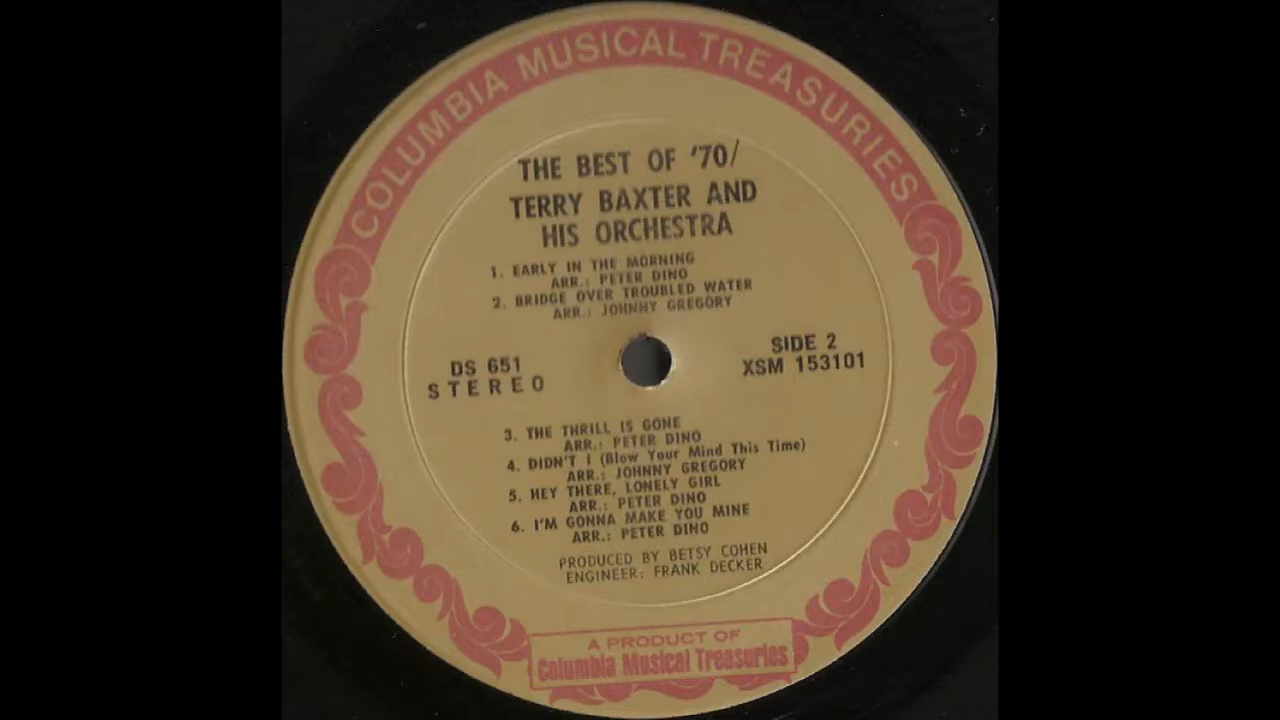 COLUMBIA MUSICAL TREASURIES
THE BEST OF '70/
TERRY BAXTER AND
HIS ORCHESTRA
1. EARLY IN THE MORNING
ARR.: PETER DINO
2. BRIDGE OVER TROUBLED WATER
ARR.: JOHNNY GREGORY
DS 651
STEREO
SIDE 2
XSM 153101
3. THE THRILL IS GONE
ARR.: PETER DINO
4. DIDN'T I (Blow Your Mind This Time)
ARR.: JOHNNY GREGORY
5. HEY THERE, LONELY GIRL
ARR.: PETER DINO
6. I'M GONNA MAKE YOU MINE
ARR.: PETER DINO
PRODUCED BY BETSY COHEN
ENGINEER: FRANK DECKER
A PRODUCT OF
Columbia Musical Treasuries